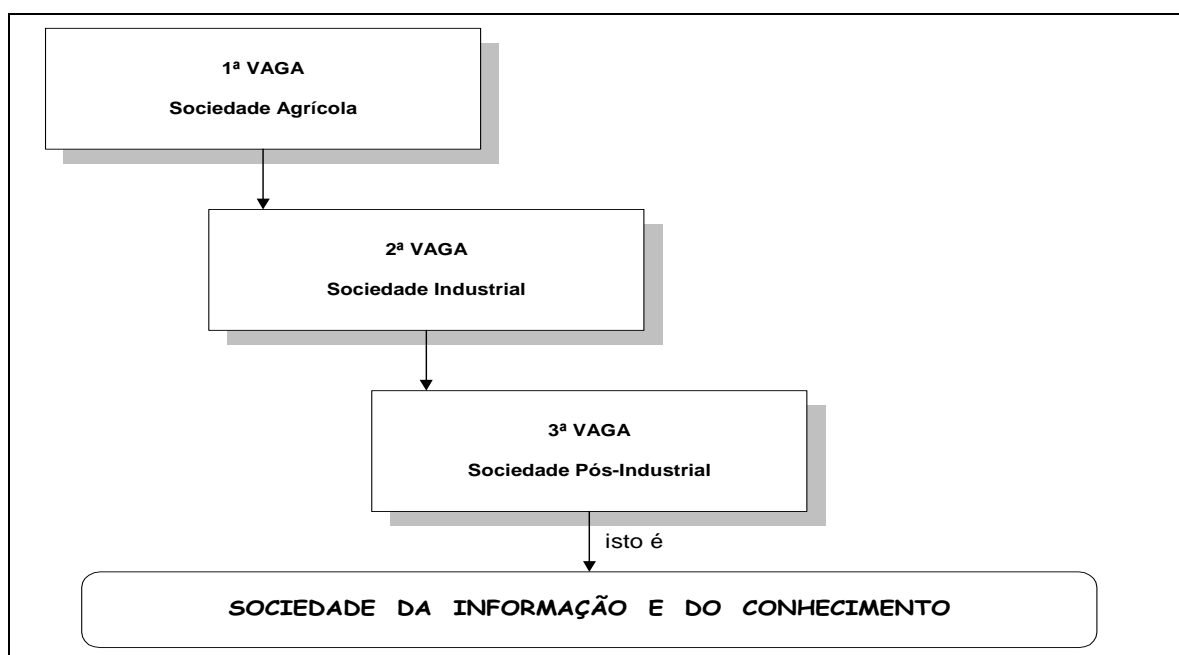 1ª VAGA
Sociedade Agrícola
2ª VAGA
Sociedade Industrial
3ª VAGA
Sociedade Pós-Industrial
isto é
SOCIEDADE DA INFORMAÇÃO E DO CONHECIMENTO